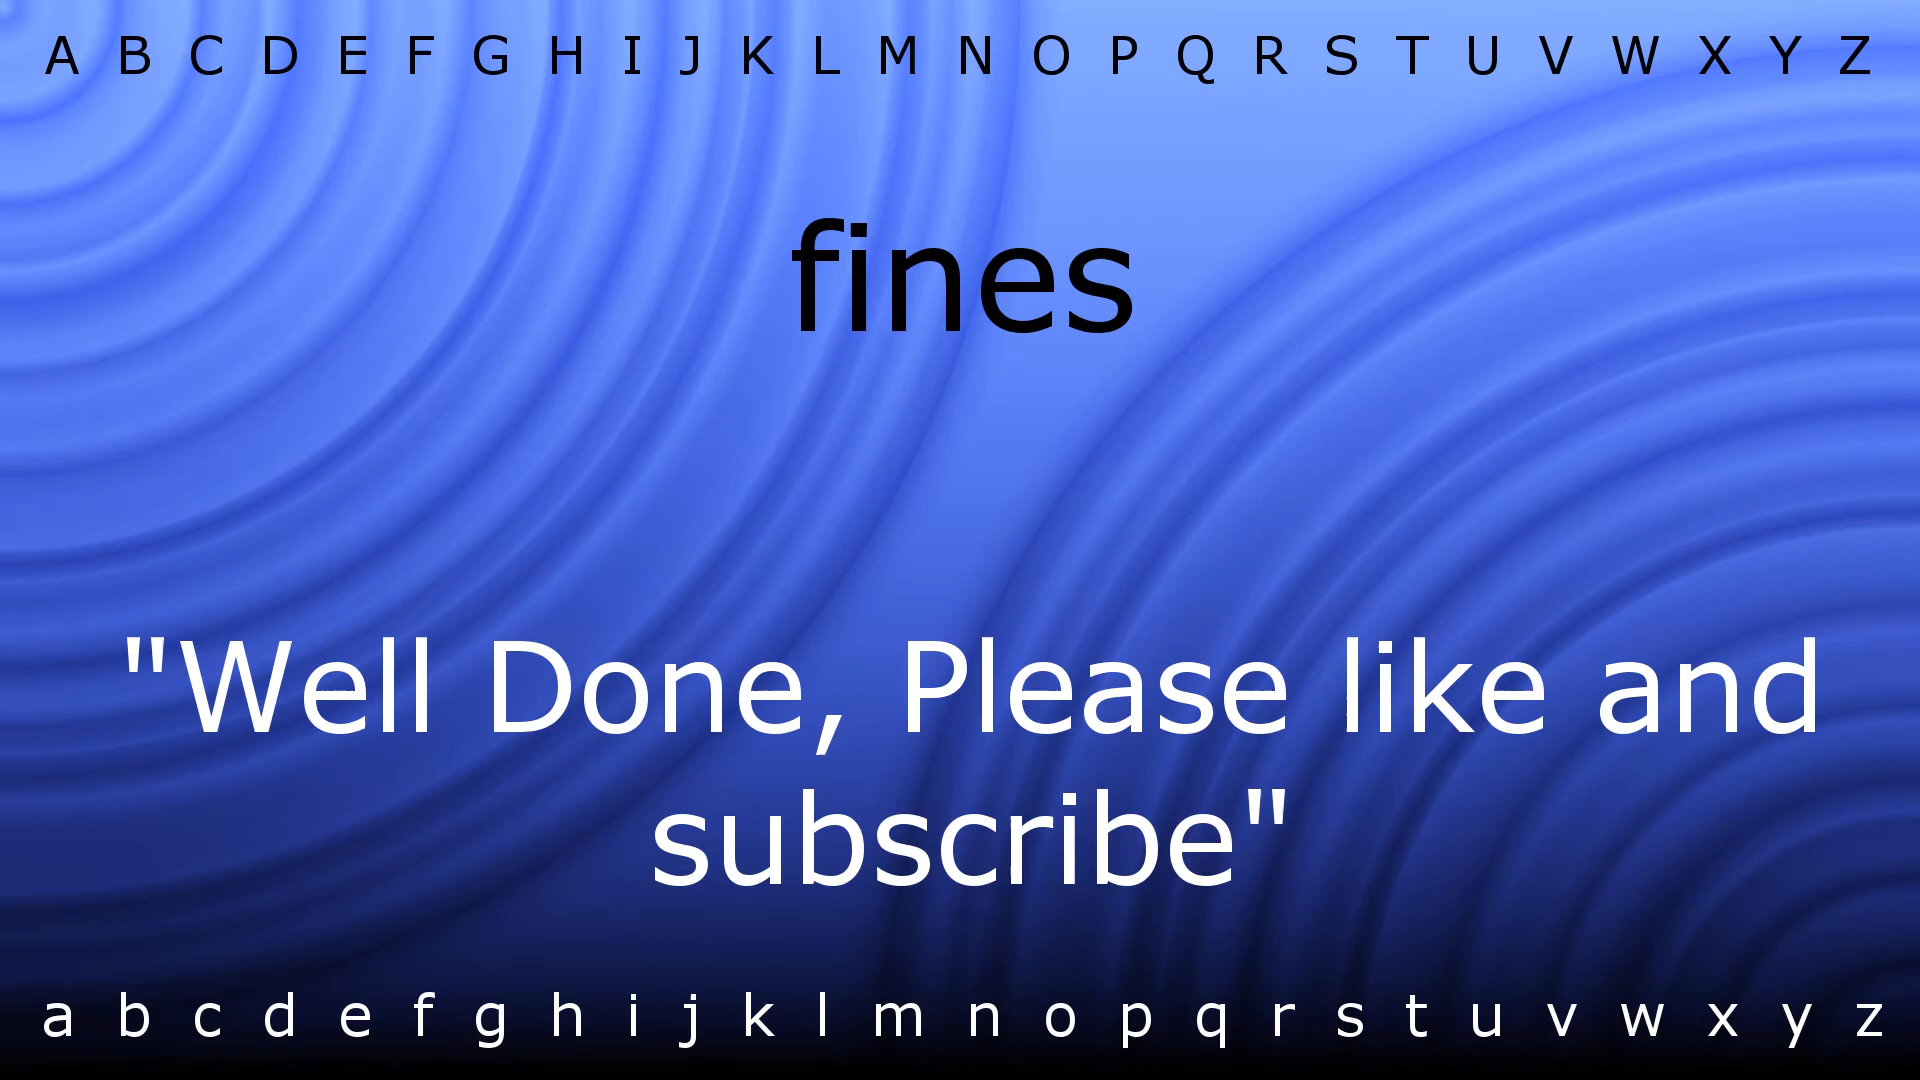 A B C D E F G H I J K L M N O P Q R S T U V W X Y Z
fines
"Well Done, Please like and
subscribe"
a b c d e f g h i j k l m n o p q r s t u v w x y z